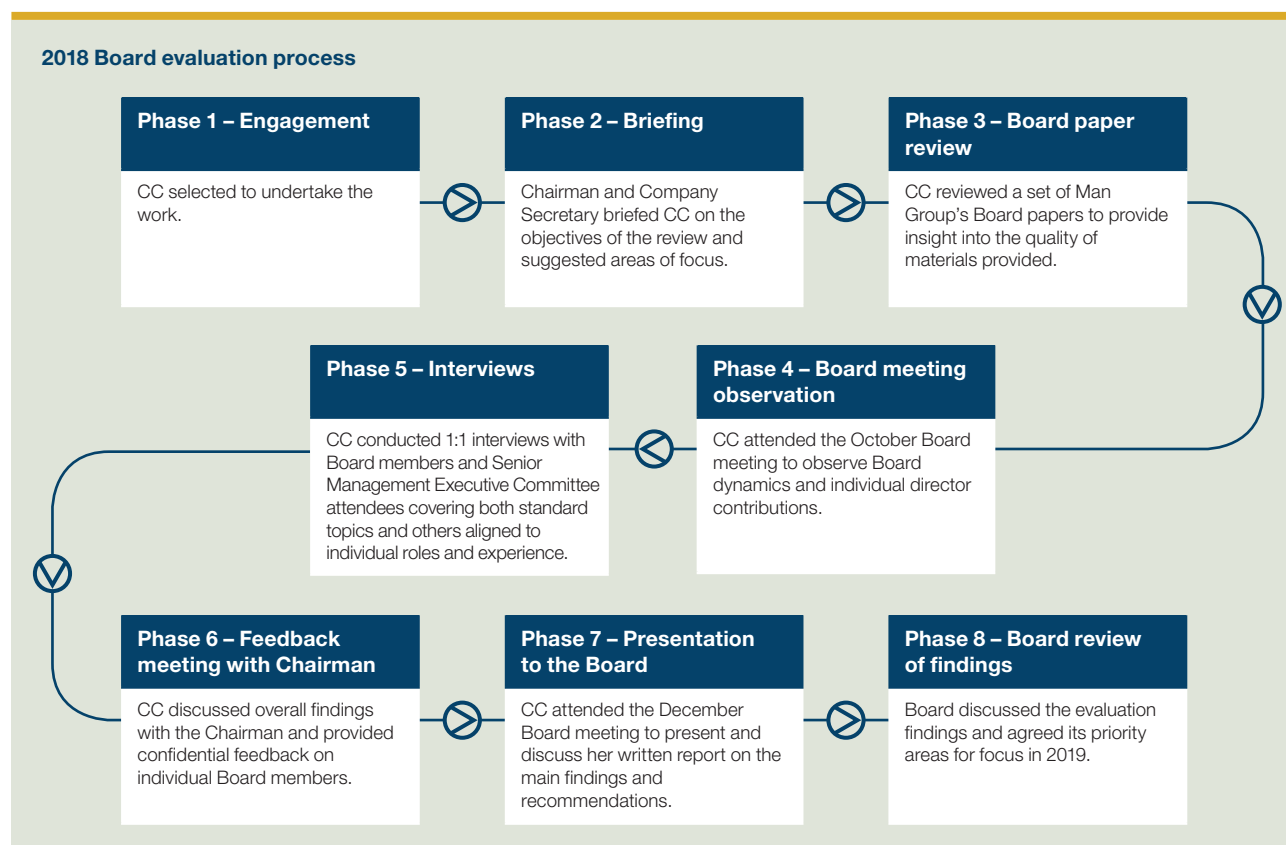 2018 Board evaluation process
Phase 1 – Engagement
CC selected to undertake the
work.
Phase 2 – Briefing
Chairman and Company
Secretary briefed CC on the
objectives of the review and
suggested areas of focus.
Phase 3 – Board paper
review
CC reviewed a set of Man
Group’s Board papers to provide
insight into the quality of
materials provided.
Phase 4 – Board meeting
observation
CC attended the October Board
meeting to observe Board
dynamics and individual director
contributions.
Phase 5 – Interviews
CC conducted 1:1 interviews with
Board members and Senior
Management Executive Committee
attendees covering both standard
topics and others aligned to
individual roles and experience.
Phase 6 – Feedback
meeting with Chairman
CC discussed overall findings
with the Chairman and provided
confidential feedback on
individual Board members.
Phase 7 – Presentation
to the Board
CC attended the December
Board meeting to present and
discuss her written report on the
main findings and
recommendations.
Phase 8 – Board review
of findings
Board discussed the evaluation
findings and agreed its priority
areas for focus in 2019.